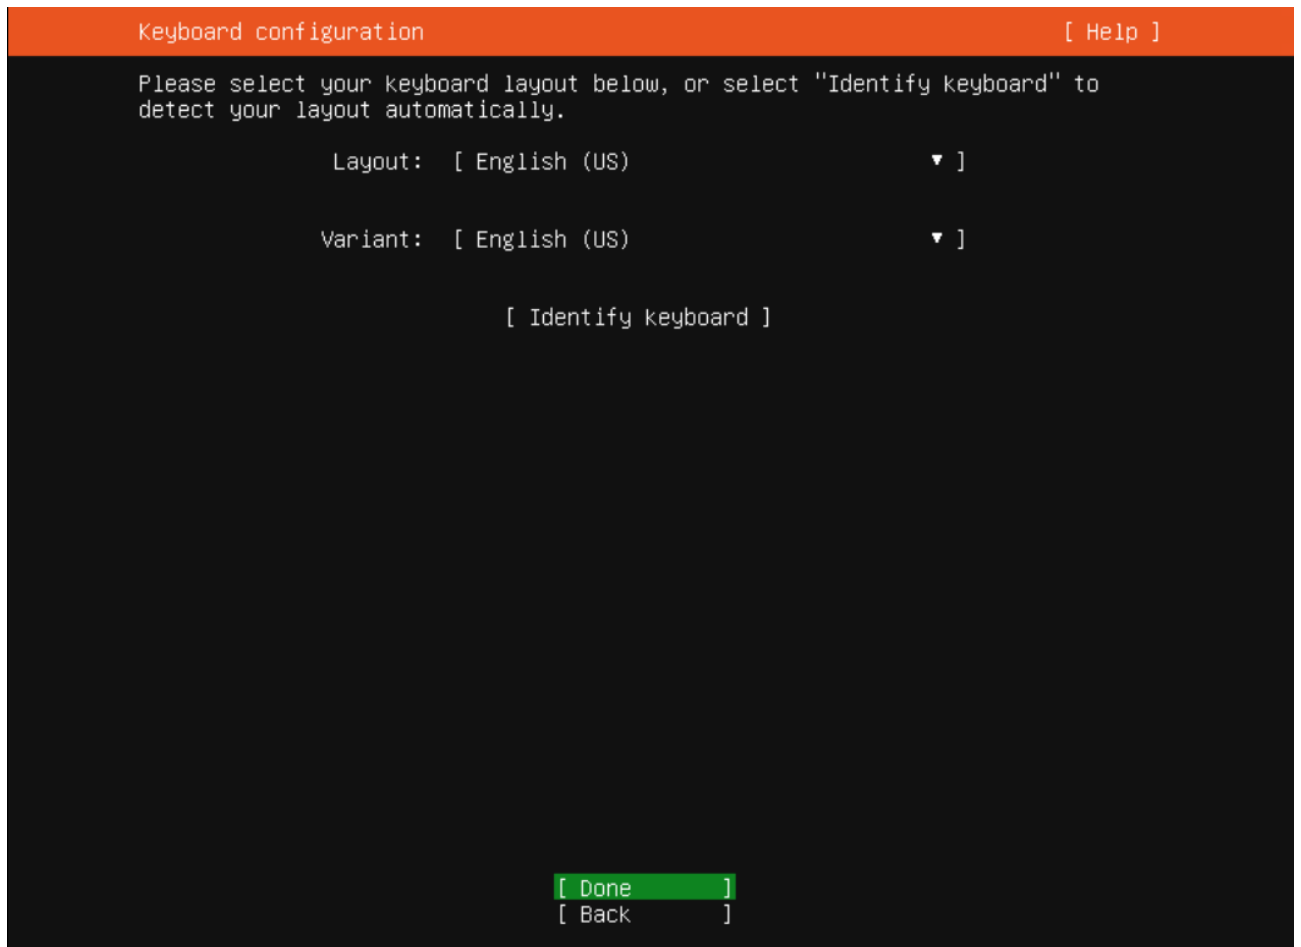 Keyboard configuration [ Help ]
Please select your keyboard layout below, or select "Identify keyboard" to
detect your layout automatically.
Layout: [ English (US) ▾ ]
Variant: [ English (US) ▾ ]
[ Identify keyboard ]
[ Done ]
[ Back ]